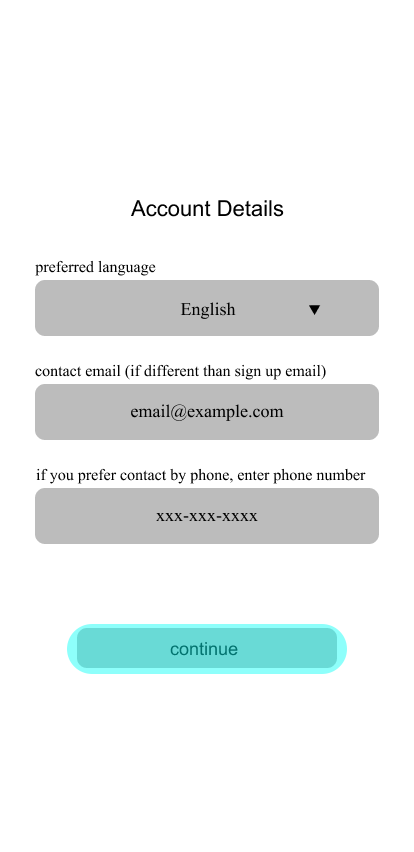 Account Details
preferred language
English ▼
contact email (if different than sign up email)
email@example.com
if you prefer contact by phone, enter phone number
xxx-xxx-xxxx
continue